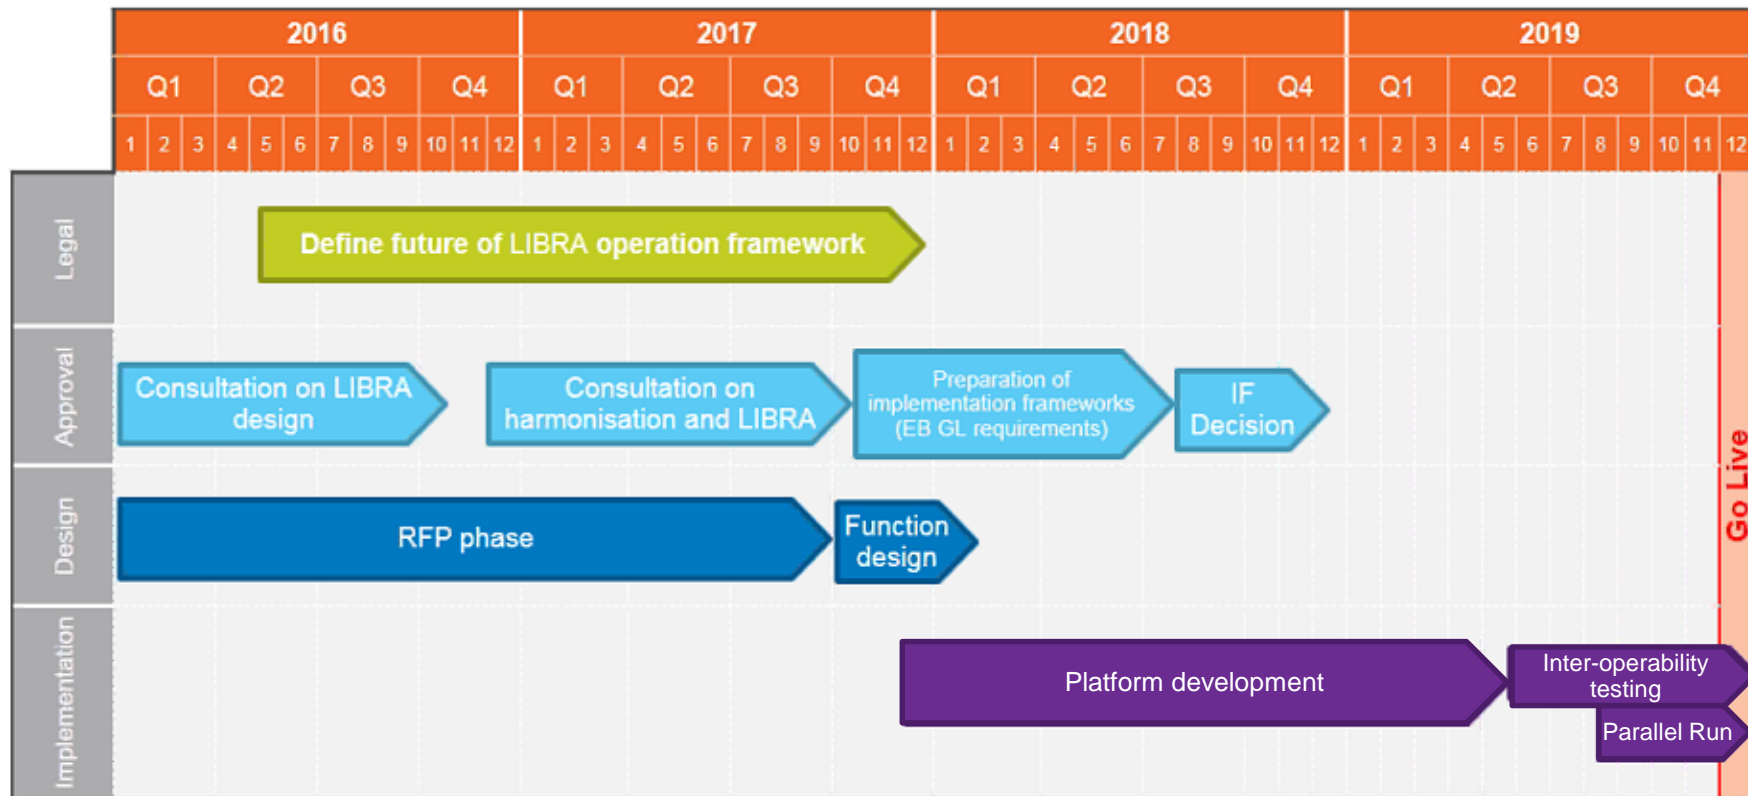 2016 2017 2018 2019
Q1 Q2 Q3 Q4 Q1 Q2 Q3 Q4 Q1 Q2 Q3 Q4 Q1 Q2 Q3 Q4
1 2 3 4 5 6 7 8 9 10 11 12 1 2 3 4 5 6 7 8 9 10 11 12 1 2 3 4 5 6 7 8 9 10 11 12 1 2 3 4 5 6 7 8 9 10 11 12
Legal
Define future of LIBRA operation framework
Approval
Consultation on LIBRA
design
Consultation on
harmonisation and LIBRA
Preparation of
implementation frameworks
(EB GL requirements)
IF
Decision
Design
RFP phase
Function
design
Implementation
Platform development
Inter-operability
testing
Parallel Run
Go Live